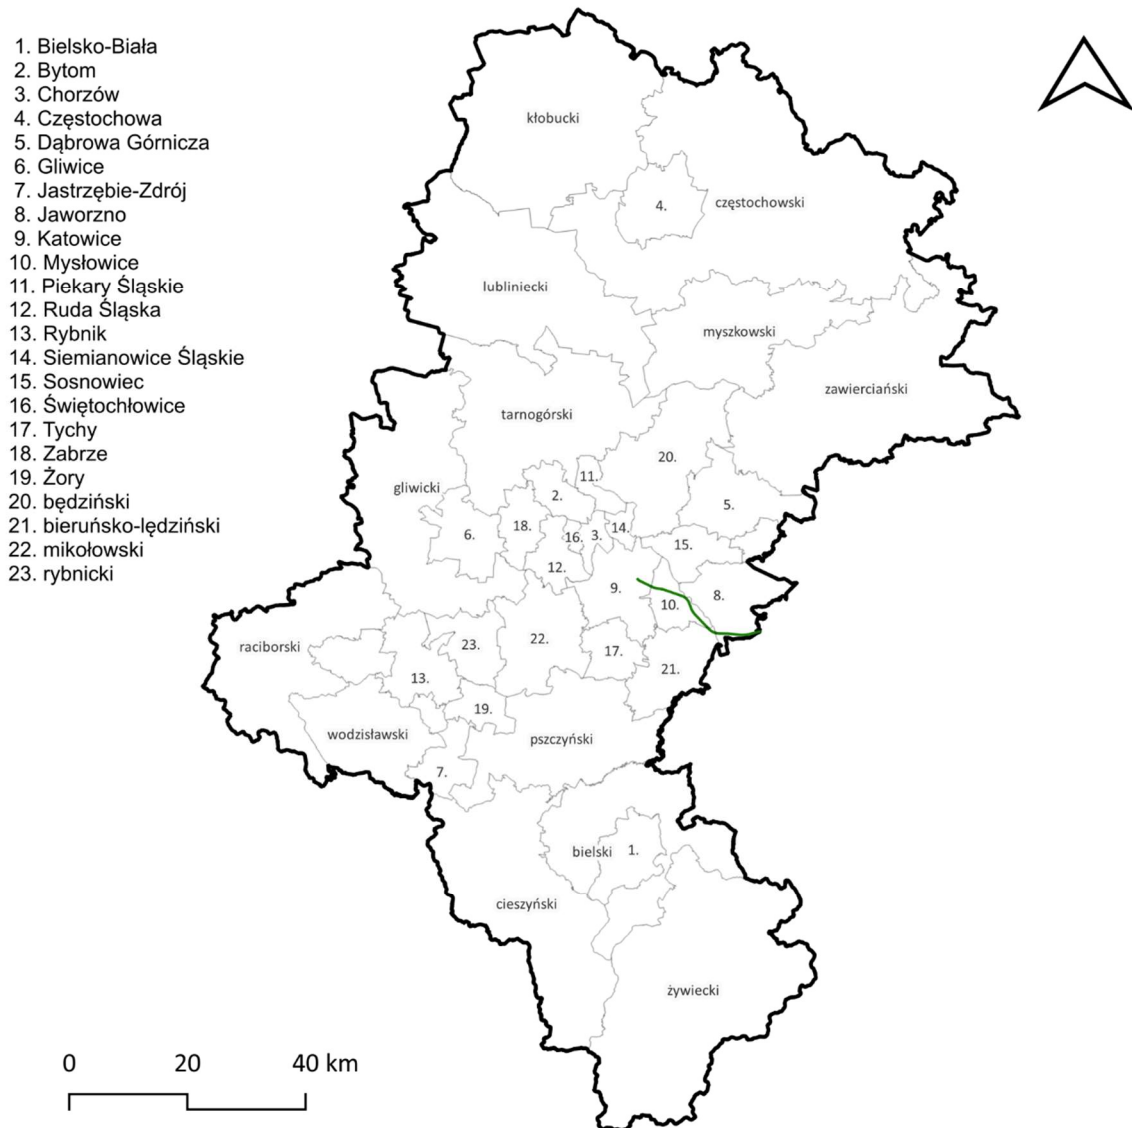 1. Bielsko-Biała
2. Bytom
3. Chorzów
4. Częstochowa
5. Dąbrowa Górnicza
6. Gliwice
7. Jastrzębie-Zdrój
8. Jaworzno
9. Katowice
10. Mysłowice
11. Piekary Śląskie
12. Ruda Śląska
13. Rybnik
14. Siemianowice Śląskie
15. Sosnowiec
16. Świętochłowice
17. Tychy
18. Zabrze
19. Żory
20. będziński
21. bieruńsko-lędziński
22. mikołowski
23. rybnicki
kłobucki
4.
częstochowski
lubliniecki
myszkowski
zawierciański
tarnogórski
20.
11.
gliwicki
2.
5.
6.
18.
16.
3.
14.
15.
12.
9.
10.
8.
raciborski
23.
22.
17.
21.
13.
19.
wodzisławski
pszczyński
7.
bielski
1.
cieszyński
żywiecki
0 20 40 km